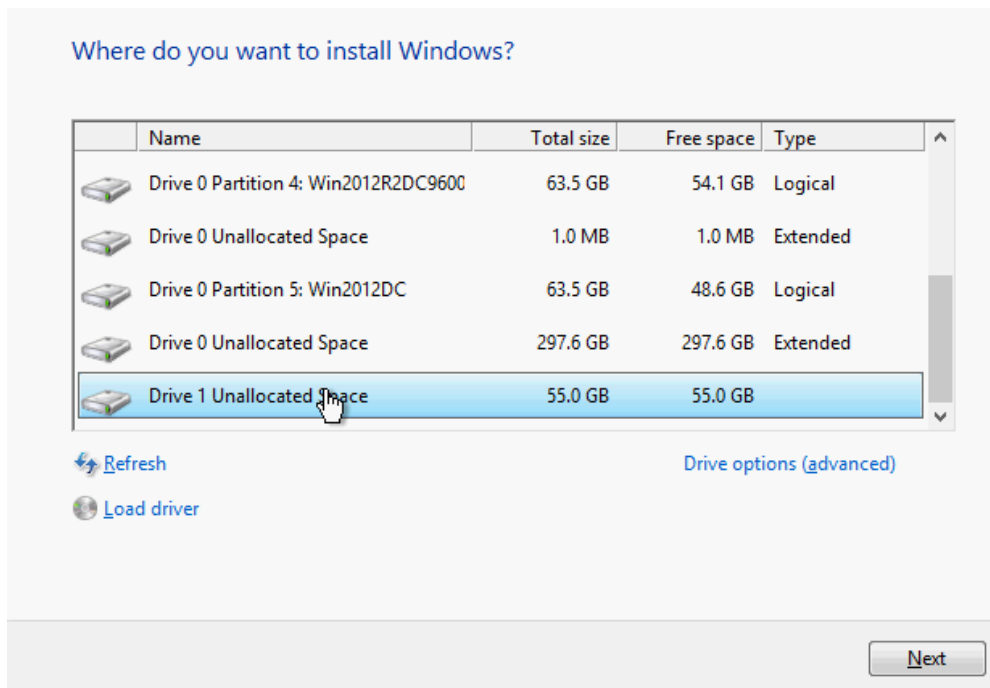 Where do you want to install Windows?
Name Total size Free space Type
Drive 0 Partition 4: Win2012R2DC9600 63.5 GB 54.1 GB Logical
Drive 0 Unallocated Space 1.0 MB 1.0 MB Extended
Drive 0 Partition 5: Win2012DC 63.5 GB 48.6 GB Logical
Drive 0 Unallocated Space 297.6 GB 297.6 GB Extended
Drive 1 Unallocated Space 55.0 GB 55.0 GB
Refresh Drive options (advanced)
Load driver
Next